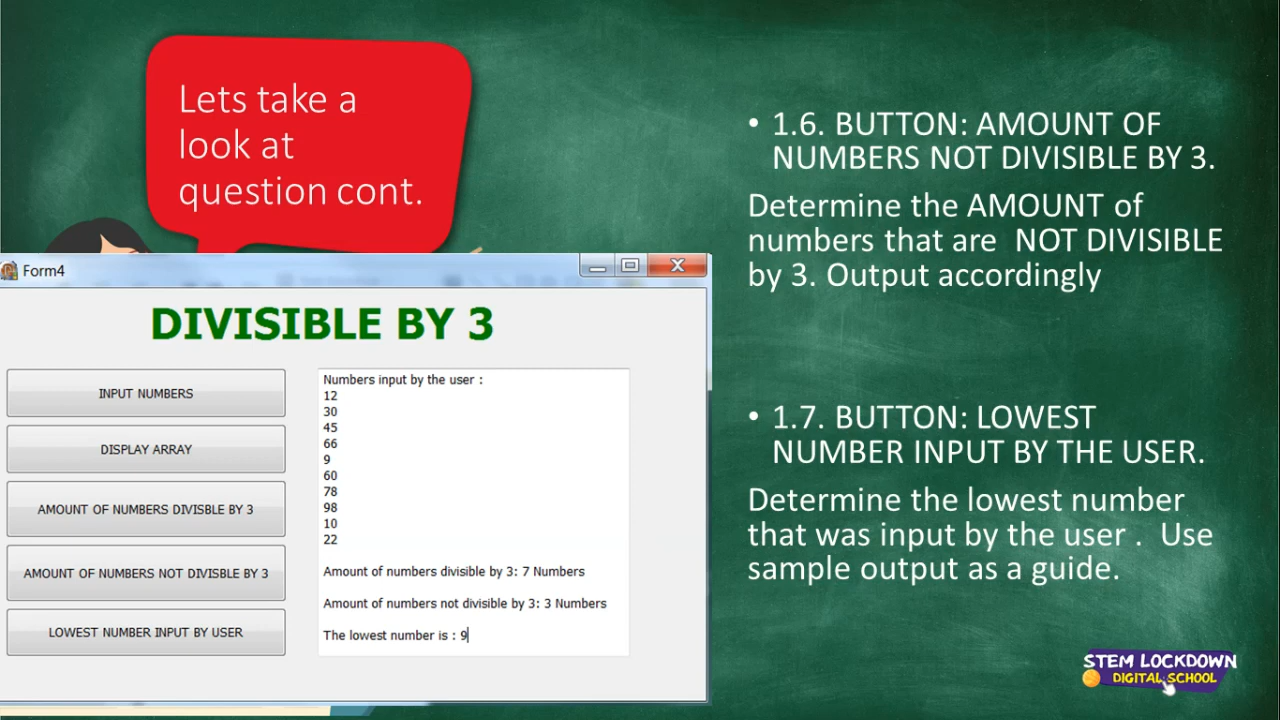 Lets take a
look at
question cont.
Form4
DIVISIBLE BY 3
INPUT NUMBERS
DISPLAY ARRAY
AMOUNT OF NUMBERS DIVISBLE BY 3
AMOUNT OF NUMBERS NOT DIVISBLE BY 3
LOWEST NUMBER INPUT BY USER
Numbers input by the user :
12
30
45
66
9
60
78
98
10
22
Amount of numbers divisible by 3: 7 Numbers
Amount of numbers not divisible by 3: 3 Numbers
The lowest number is : 9
• 1.6. BUTTON: AMOUNT OF
NUMBERS NOT DIVISIBLE BY 3.
Determine the AMOUNT of
numbers that are NOT DIVISIBLE
by 3. Output accordingly
• 1.7. BUTTON: LOWEST
NUMBER INPUT BY THE USER.
Determine the lowest number
that was input by the user . Use
sample output as a guide.
STEM LOCKDOWN
DIGITAL SCHOOL